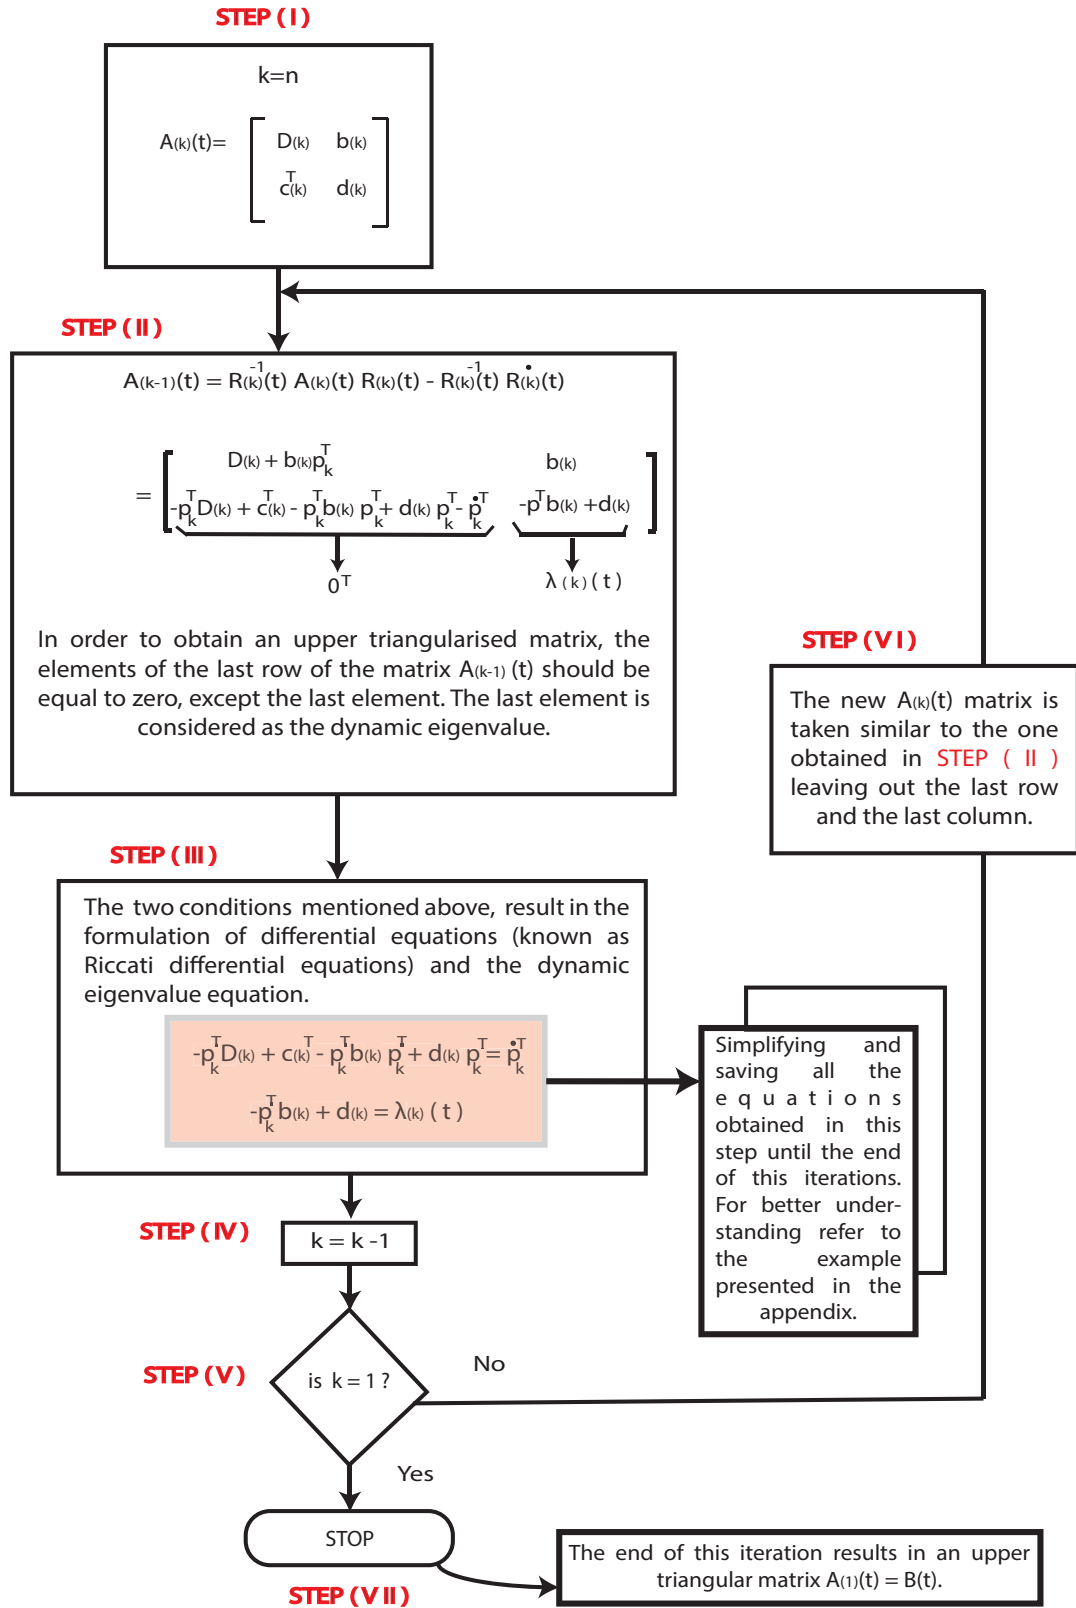 STEP (I)
k=n
A(k)(t)= [ D(k) b(k)
c(k)ᵀ d(k) ]
STEP (II)
A(k-1)(t) = R(k)⁻¹(t) A(k)(t) R(k)(t) - R(k)⁻¹(t) Ṙ(k)(t)
= [ D(k) + b(k)pₖᵀ b(k)
-pₖᵀD(k) + c(k)ᵀ - pₖᵀb(k) pₖᵀ + d(k) pₖᵀ - ṗₖᵀ -pᵀb(k) +d(k) ]
0ᵀ λ(k)(t)
In order to obtain an upper triangularised matrix, the
elements of the last row of the matrix A(k-1) (t) should be
equal to zero, except the last element. The last element is
considered as the dynamic eigenvalue.
STEP (VI)
The new A(k)(t) matrix is
taken similar to the one
obtained in STEP ( II )
leaving out the last row
and the last column.
STEP (III)
The two conditions mentioned above, result in the
formulation of differential equations (known as
Riccati differential equations) and the dynamic
eigenvalue equation.
-pₖᵀD(k) + c(k)ᵀ - pₖᵀb(k) pₖᵀ + d(k) pₖᵀ = ṗₖᵀ
-pₖᵀb(k) + d(k) = λ(k) (t)
Simplifying and
saving all the
equations
obtained in this
step until the end
of this iterations.
For better under-
standing refer to
the example
presented in the
appendix.
STEP (IV)
k = k -1
STEP (V)
is k = 1 ?
No
Yes
STOP
STEP (VII)
The end of this iteration results in an upper
triangular matrix A(1)(t) = B(t).